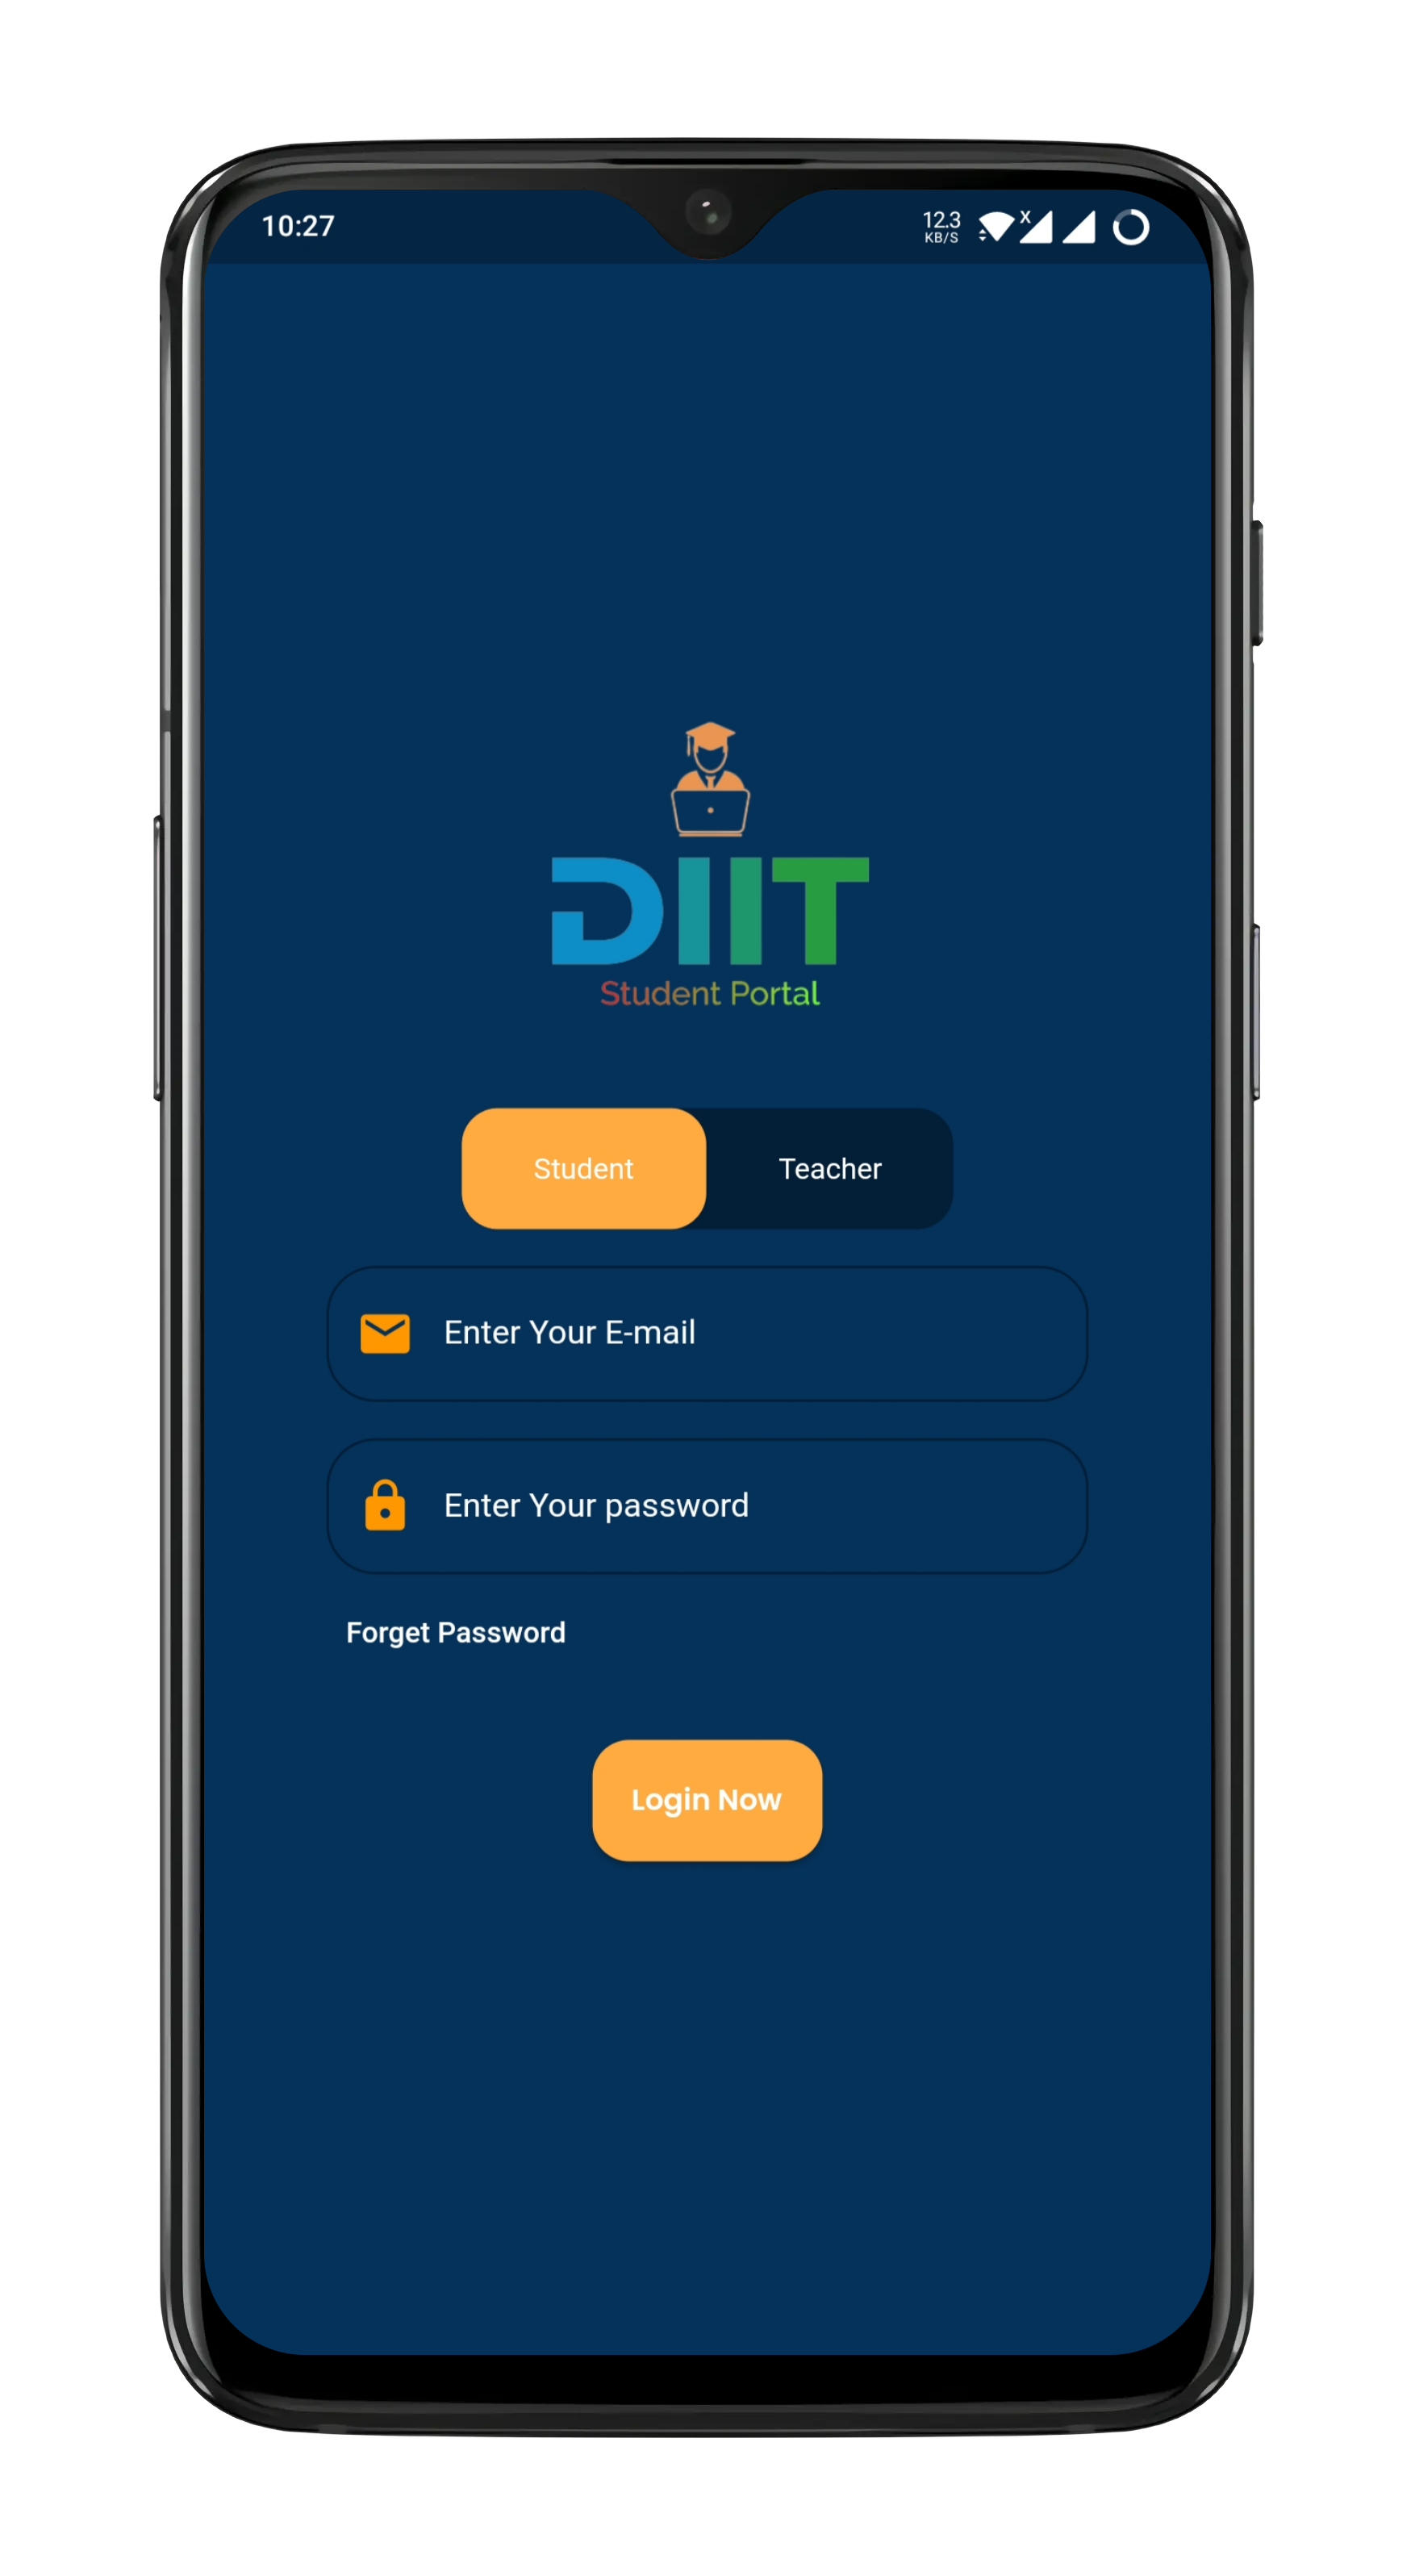 10:27
12.3
KB/S
X
DIIT
Student Portal
Student Teacher
Enter Your E-mail
Enter Your password
Forget Password
Login Now